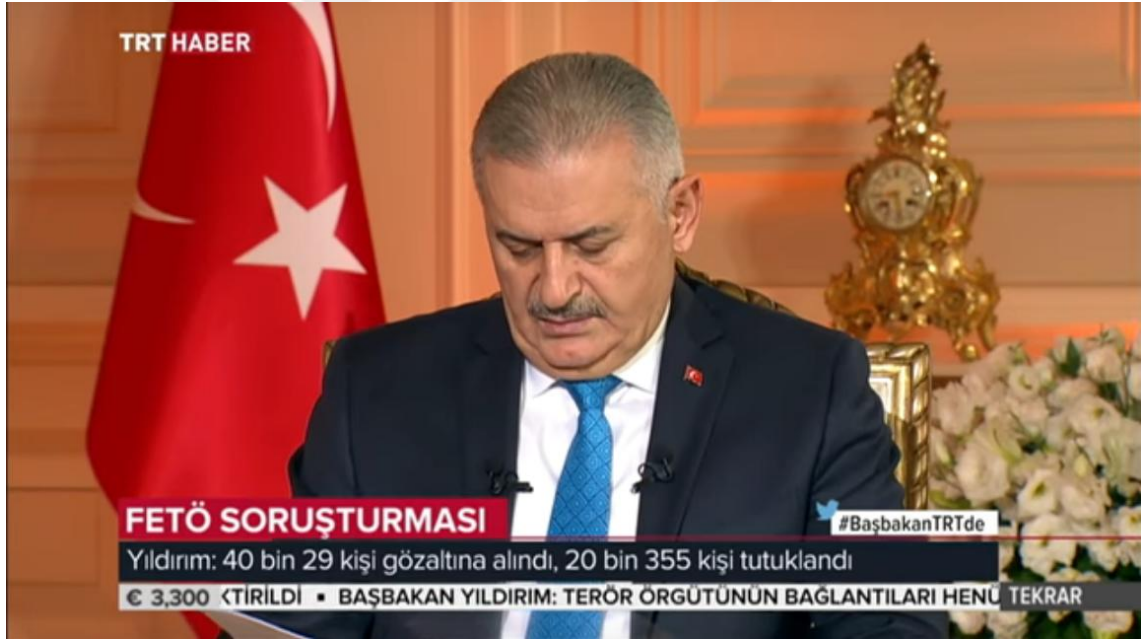 TRT HABER
FETÖ SORUŞTURMASI
#BaşbakanTRTde
Yıldırım: 40 bin 29 kişi gözaltına alındı, 20 bin 355 kişi tutuklandı
€ 3,300 KTİRİLDİ ▪ BAŞBAKAN YILDIRIM: TERÖR ÖRGÜTÜNÜN BAĞLANTILARI HENÜ TEKRAR